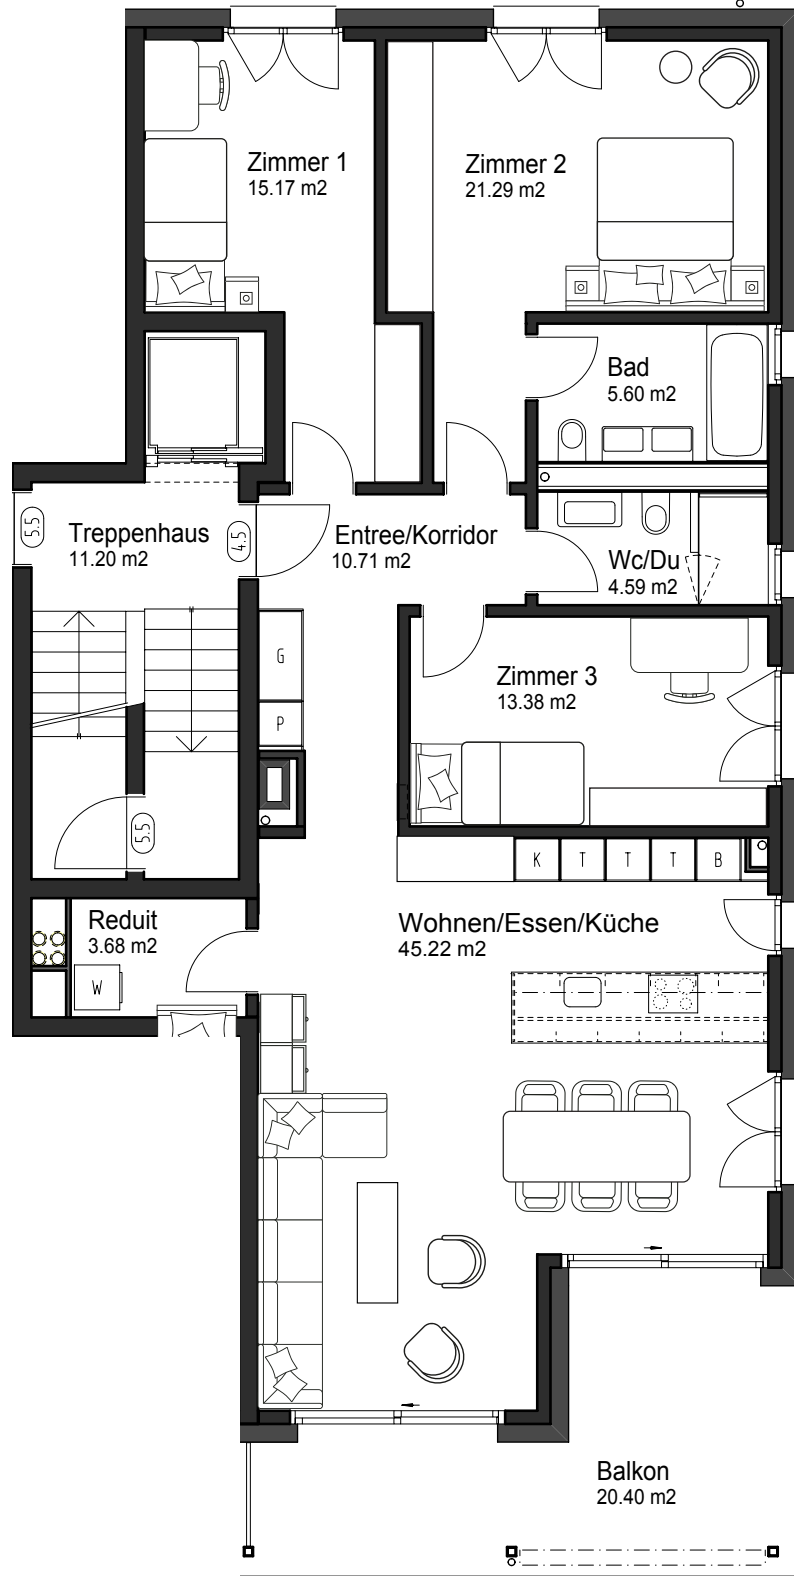 Zimmer 1
15.17 m2
Zimmer 2
21.29 m2
Bad
5.60 m2
5.5
Treppenhaus
11.20 m2
4.5
Entree/Korridor
10.71 m2
Wc/Du
4.59 m2
G
P
Zimmer 3
13.38 m2
5.5
K
T
T
T
B
Reduit
3.68 m2
W
Wohnen/Essen/Küche
45.22 m2
Balkon
20.40 m2